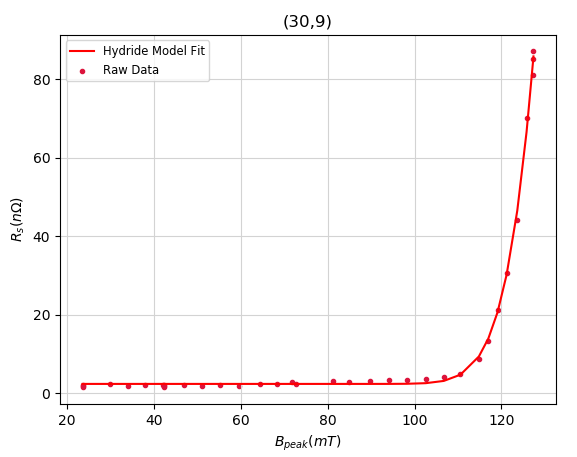 (30,9)
Hydride Model Fit
Raw Data
80
60
40
20
0
R_s(nΩ)
20 40 60 80 100 120
B_peak(mT)